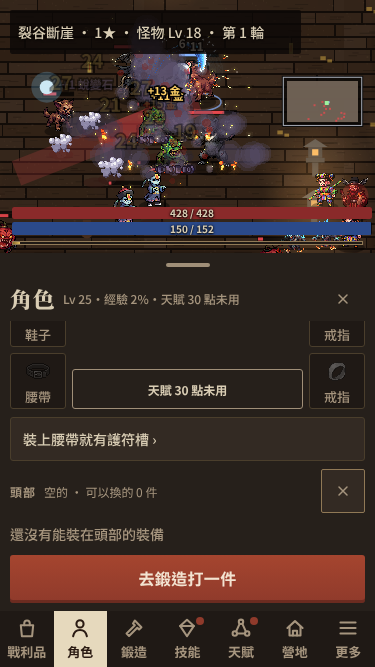 裂谷斷崖 • 1★ • 怪物 Lv 18 • 第 1 輪
+13 金
428 / 428
150 / 152
角色 Lv 25・經驗 2%・天賦 30 點未用 ×
鞋子
戒指
腰帶
天賦 30 點未用
戒指
裝上腰帶就有護符槽 ›
頭部 空的 • 可以換的 0 件 ×
還沒有能裝在頭部的裝備
去鍛造打一件
戰利品 角色 鍛造 技能 天賦 營地 更多